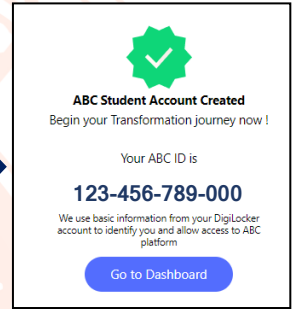 ABC Student Account Created
Begin your Transformation journey now !
Your ABC ID is
123-456-789-000
We use basic information from your DigiLocker
account to identify you and allow access to ABC
platform
Go to Dashboard